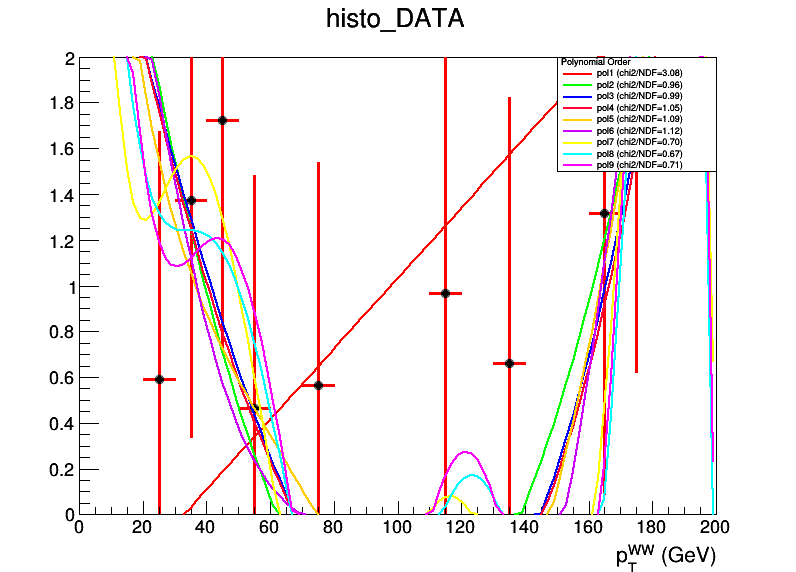 histo_DATA
Polynomial Order
pol1 (chi2/NDF=3.08)
pol2 (chi2/NDF=0.96)
pol3 (chi2/NDF=0.99)
pol4 (chi2/NDF=1.05)
pol5 (chi2/NDF=1.09)
pol6 (chi2/NDF=1.12)
pol7 (chi2/NDF=0.70)
pol8 (chi2/NDF=0.67)
pol9 (chi2/NDF=0.71)
2
1.8
1.6
1.4
1.2
1
0.8
0.6
0.4
0.2
0
0 20 40 60 80 100 120 140 160 180 200
p_T^WW (GeV)